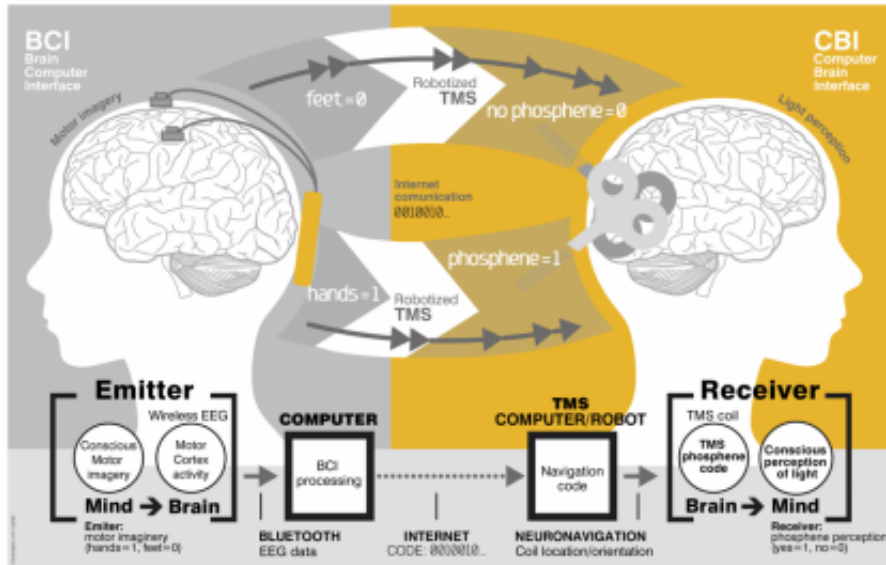 BCI
Brain
Computer
Interface
CBI
Computer
Brain
Interface
Motor imagery
feet=0
Robotized
TMS
no phosphene=0
Light perception
Internet
comunication
0010010..
hands=1
Robotized
TMS
phosphene=1
Emitter
Wireless EEG
Conscious
Motor
imagery
Motor
Cortex
activity
Mind
Brain
Emiter:
motor imaginery
(hands=1, feet=0)
COMPUTER
BCI
processing
BLUETOOTH
EEG data
INTERNET
CODE: 0010010..
TMS
COMPUTER/ROBOT
Navigation
code
NEURONAVIGATION
Coil location/orientation
Receiver
TMS coil
TMS
phosphene
code
Conscious
perception
of light
Brain
Mind
Receiver:
phosphene perception
(yes=1, no=0)